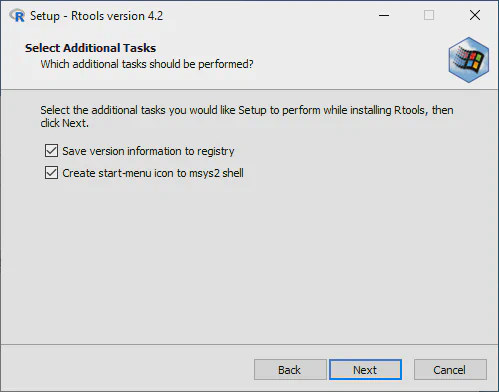 Setup - Rtools version 4.2
Select Additional Tasks
Which additional tasks should be performed?
Select the additional tasks you would like Setup to perform while installing Rtools, then
click Next.
Save version information to registry
Create start-menu icon to msys2 shell
Back
Next
Cancel